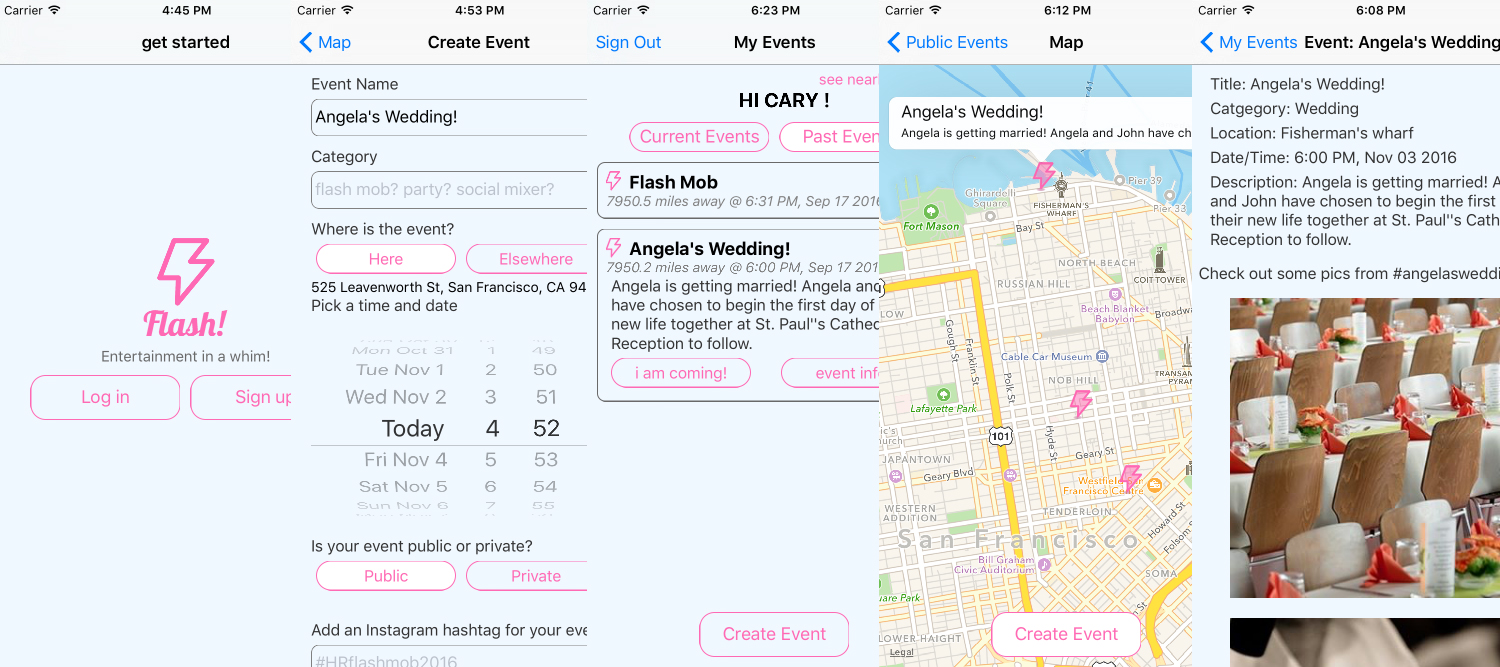 Carrier 4:45 PM
get started
Flash!
Entertainment in a whim!
Log in
Sign up
Carrier 4:53 PM
Map Create Event
Event Name
Angela's Wedding!
Category
flash mob? party? social mixer?
Where is the event?
Here Elsewhere
525 Leavenworth St, San Francisco, CA 94
Pick a time and date
Mon Oct 31 1 49
Tue Nov 1 2 50
Wed Nov 2 3 51
Today 4 52
Fri Nov 4 5 53
Sat Nov 5 6 54
Sun Nov 6 7 55
Is your event public or private?
Public Private
Add an Instagram hashtag for your eve
#HRflashmob2016
Carrier 6:23 PM
Sign Out My Events
see near
HI CARY !
Current Events Past Even
Flash Mob
7950.5 miles away @ 6:31 PM, Sep 17 2016
Angela's Wedding!
7950.2 miles away @ 6:00 PM, Sep 17 201
Angela is getting married! Angela and
have chosen to begin the first day of
new life together at St. Paul''s Cathed
Reception to follow.
i am coming! event info
Create Event
Carrier 6:12 PM
Public Events Map
Angela's Wedding!
Angela is getting married! Angela and John have ch
Ghirardelli
Square
Pier 39
FISHERMAN'S
WHARF
Pier 33
Fort Mason
Bay St
NORTH BEACH
COIT TOWER
RUSSIAN HILL
Beach Blanket
Babylon
LOW
Gough St
Franklin St
Polk St
Cable Car Museum
TRANSAM
PYRAM
NOB HILL
Lafayette Park
101
Hyde St
ic's
hurch
JAPANTOWN
Geary St
Geary Blvd
Westfield San
Francisco Centre
WESTERN
ADDITION
TENDERLOIN
Howard St
Folsom
San Francisco
Bill Graham
Civic Auditorium
SOMA
uare Park
LOWER-HAIGHT
Create Event
Legal
Carrier 6:08 PM
My Events Event: Angela's Wedding
Title: Angela's Wedding!
Catgegory: Wedding
Location: Fisherman's wharf
Date/Time: 6:00 PM, Nov 03 2016
Description: Angela is getting married! A
and John have chosen to begin the first
their new life together at St. Paul''s Cath
Reception to follow.
Check out some pics from #angelasweddi